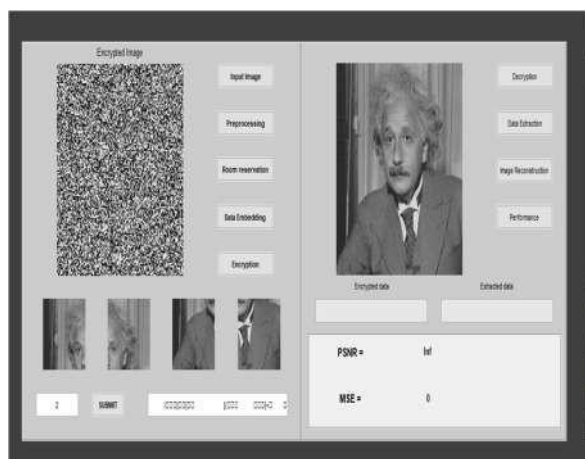 Encrypted Image
Input Image
Preprocessing
Room reservation
Data Embedding
Encryption
SUBMIT
Decryption
Data Extraction
Image Reconstruction
Performance
Encrypted data
Extracted data
PSNR = Inf
MSE = 0